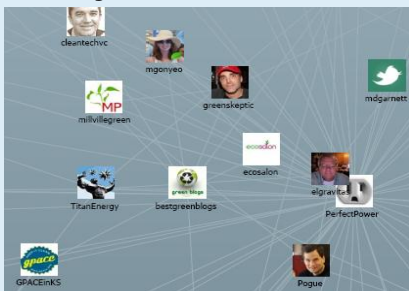 cleantechvc
mgonyeo
mdgarnett
greenskeptic
MP
millvillegreen
ecosalon
ecosalon
elgravitas
green blogs
TitanEnergy
bestgreenblogs
PerfectPower
gpace
GPACEinKS
Pogue